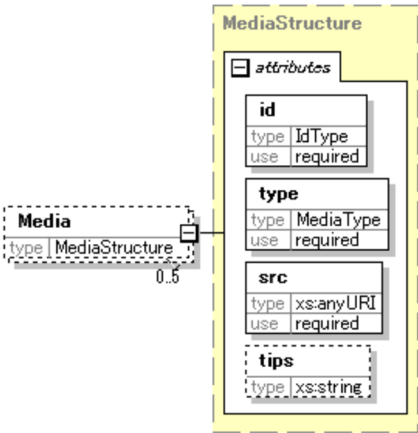 MediaStructure
attributes
id
type IdType
use required
type
type MediaType
use required
src
type xs:anyURI
use required
tips
type xs:string
Media
type MediaStructure
0..5